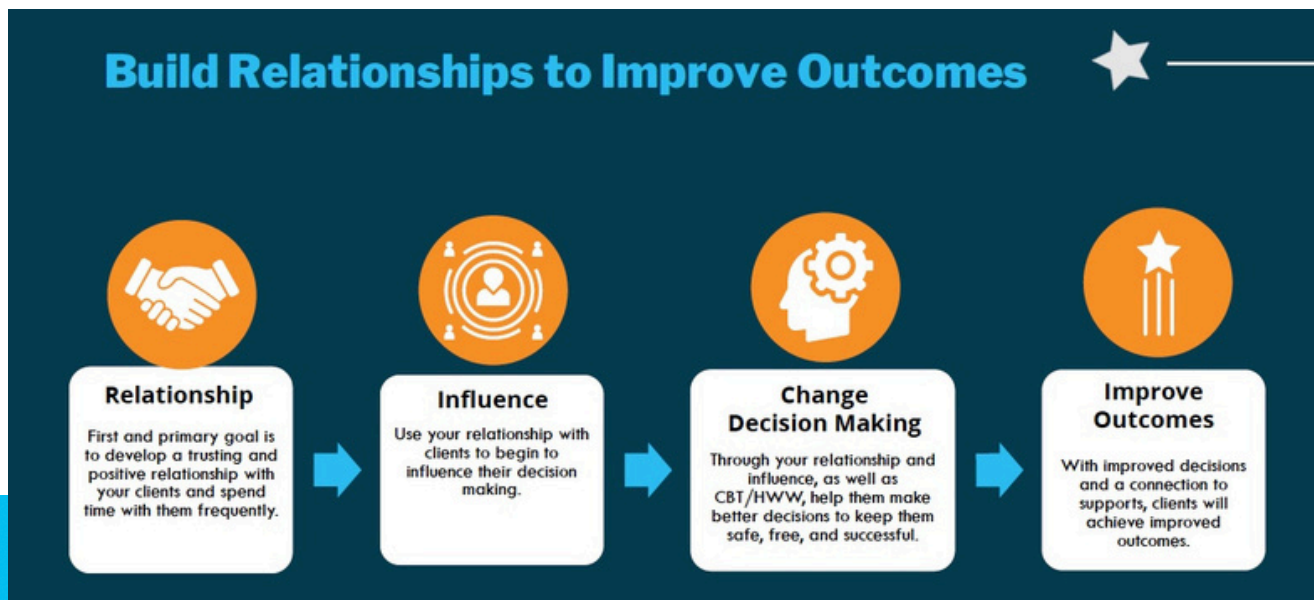 Build Relationships to Improve Outcomes
Relationship
First and primary goal is
to develop a trusting and
positive relationship with
your clients and spend
time with them frequently.
Influence
Use your relationship with
clients to begin to
influence their decision
making.
Change
Decision Making
Through your relationship and
influence, as well as
CBT/HWW, help them make
better decisions to keep them
safe, free, and successful.
Improve
Outcomes
With improved decisions
and a connection to
supports, clients will
achieve improved
outcomes.